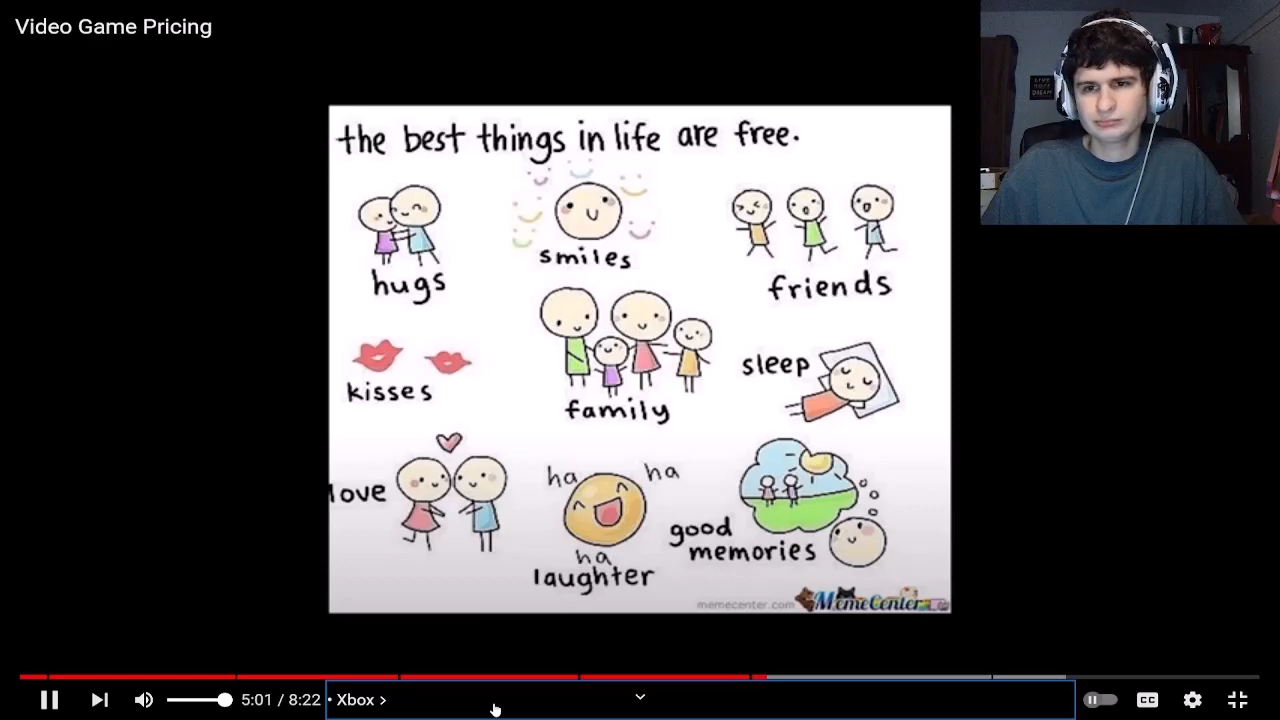 Video Game Pricing
the best things in life are free.
hugs
smiles
friends
kisses
family
sleep
love
ha ha
ha
laughter
good
memories
memecenter.com MemeCenter
5:01 / 8:22 • Xbox >
CC